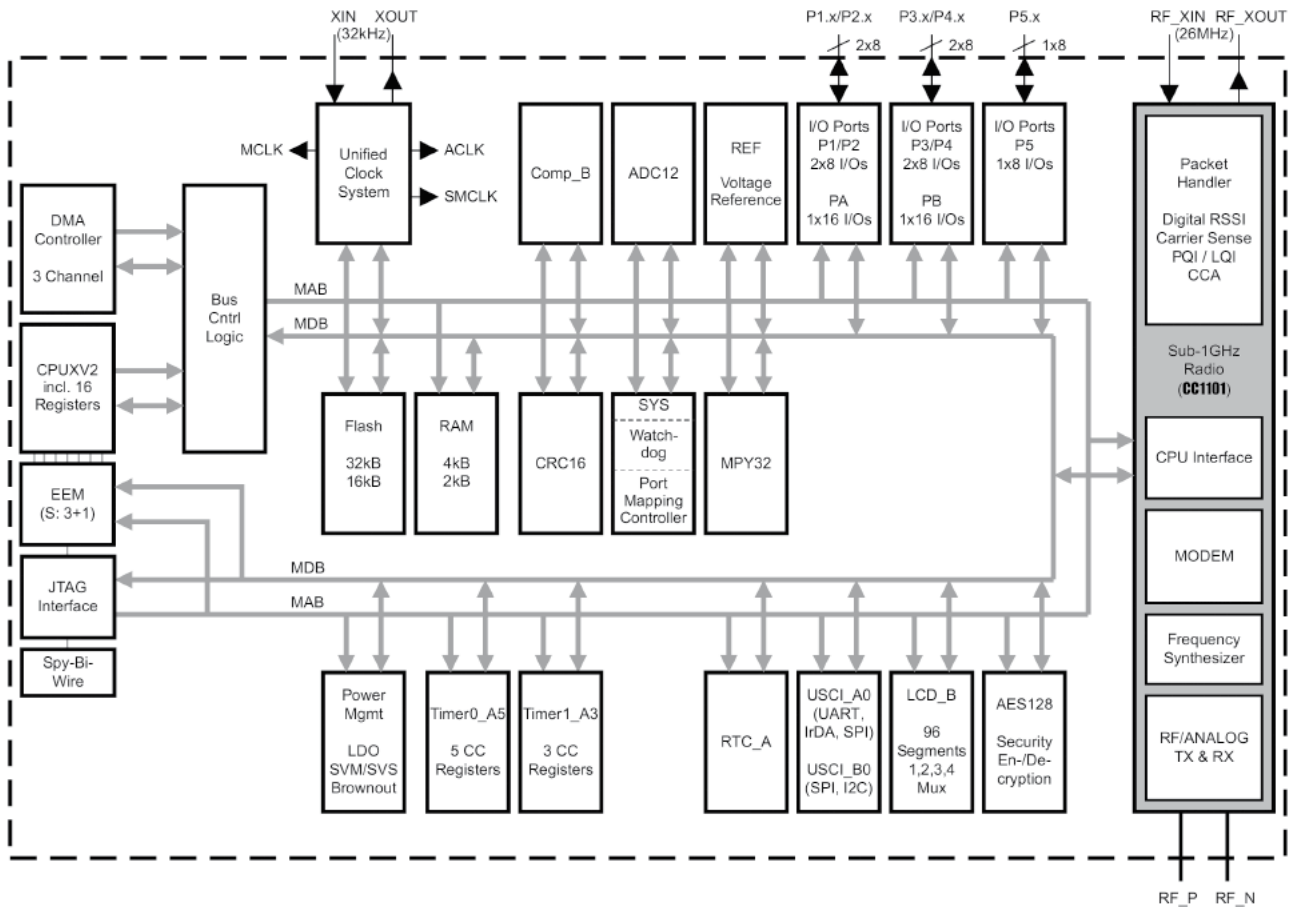 XIN XOUT
(32kHz)
P1.x/P2.x
2x8
P3.x/P4.x
2x8
P5.x
1x8
RF_XIN RF_XOUT
(26MHz)
MCLK
Unified
Clock
System
ACLK
SMCLK
Comp_B
ADC12
REF
Voltage
Reference
I/O Ports
P1/P2
2x8 I/Os
PA
1x16 I/Os
I/O Ports
P3/P4
2x8 I/Os
PB
1x16 I/Os
I/O Ports
P5
1x8 I/Os
Packet
Handler
Digital RSSI
Carrier Sense
PQI / LQI
CCA
DMA
Controller
3 Channel
Bus
Cntrl
Logic
MAB
MDB
CPUXV2
incl. 16
Registers
Sub-1GHz
Radio
(CC1101)
Flash
32kB
16kB
RAM
4kB
2kB
CRC16
SYS
Watch-
dog
Port
Mapping
Controller
MPY32
CPU Interface
EEM
(S: 3+1)
MODEM
JTAG
Interface
MDB
MAB
Spy-Bi-
Wire
Frequency
Synthesizer
Power
Mgmt
LDO
SVM/SVS
Brownout
Timer0_A5
5 CC
Registers
Timer1_A3
3 CC
Registers
RTC_A
USCI_A0
(UART,
IrDA, SPI)
USCI_B0
(SPI, I2C)
LCD_B
96
Segments
1,2,3,4
Mux
AES128
Security
En-/De-
cryption
RF/ANALOG
TX & RX
RF_P RF_N